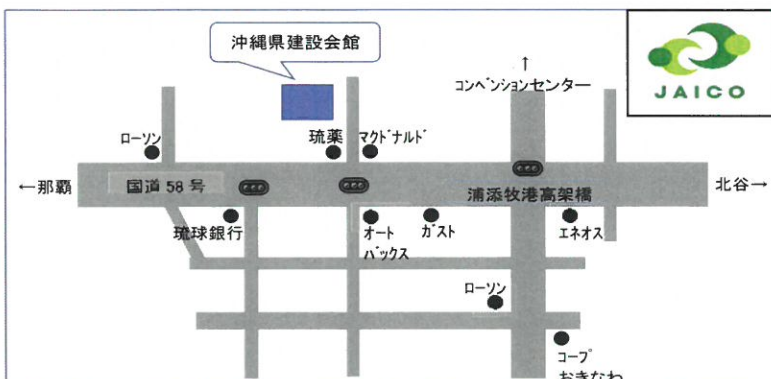 沖縄県建設会館
↑
コンベンションセンター
JAICO
ローソン
琉薬
マクドナルド
←那覇
国道 58 号
浦添牧港高架橋
北谷→
琉球銀行
オート
バックス
ガスト
エネオス
ローソン
コープ
おきなわ